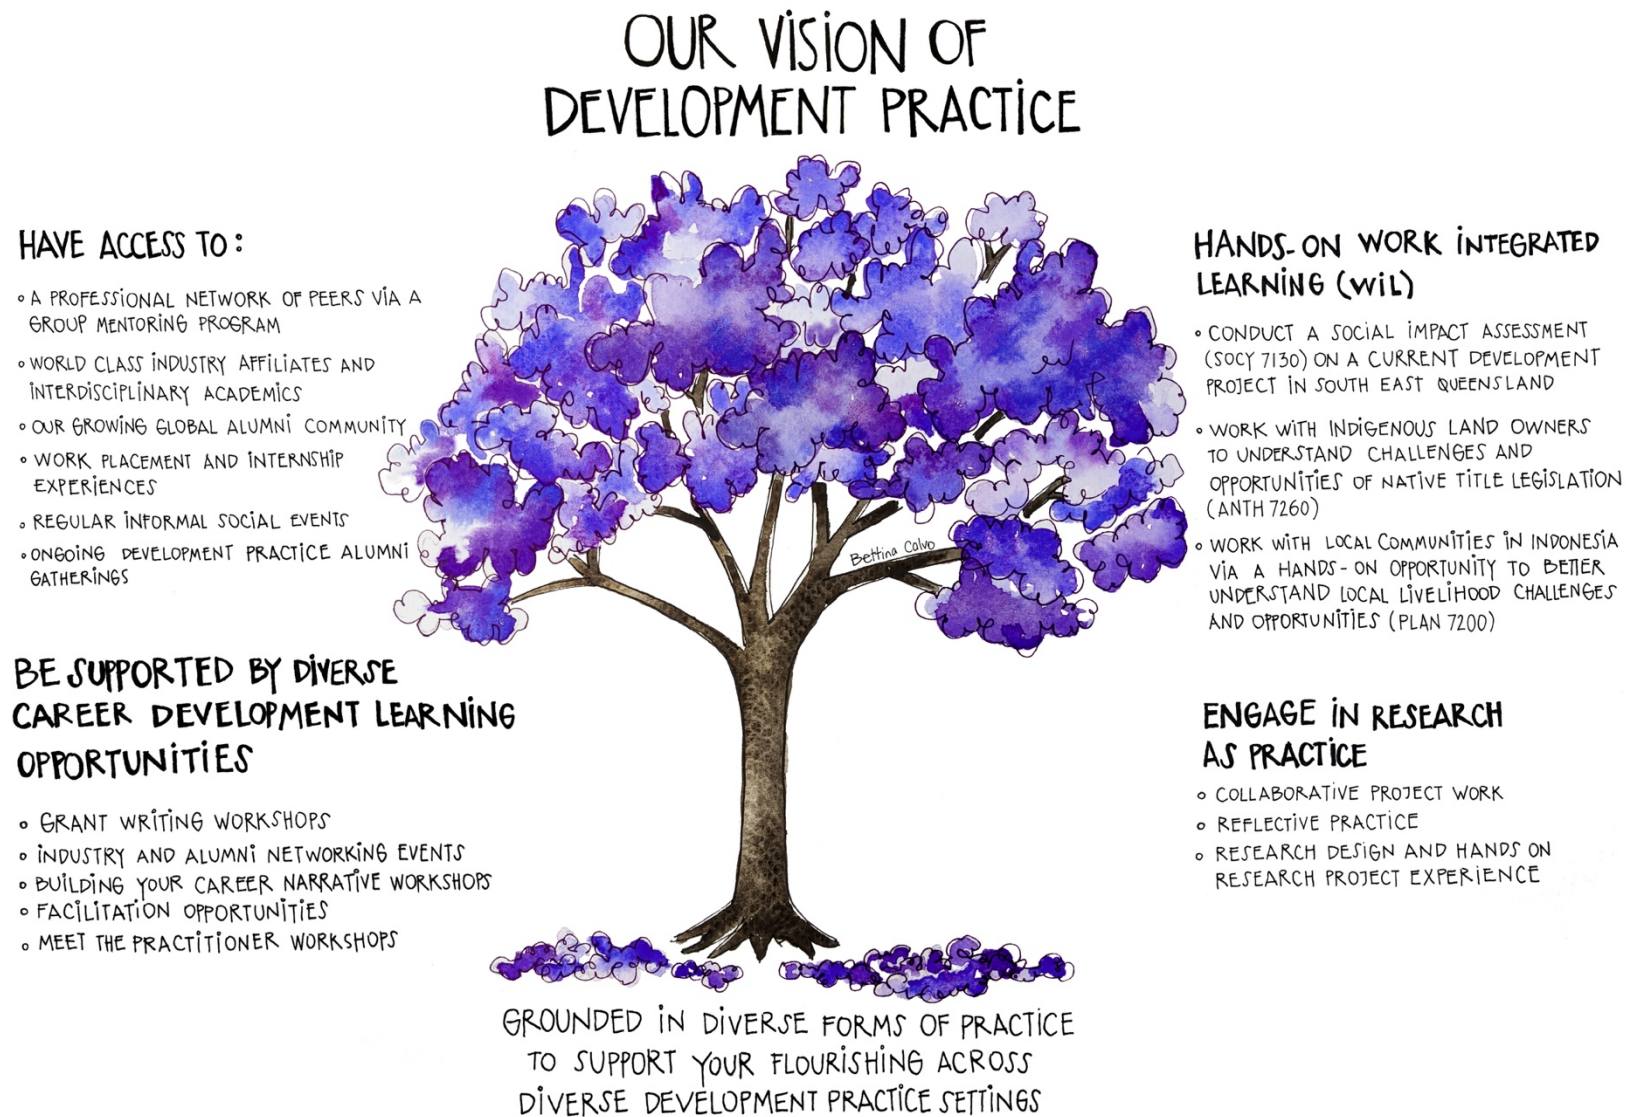 OUR VISION OF
DEVELOPMENT PRACTICE
HAVE ACCESS TO:
◦ A PROFESSIONAL NETWORK OF PEERS VIA A
GROUP MENTORING PROGRAM
◦ WORLD CLASS INDUSTRY AFFILIATES AND
INTERDISCIPLINARY ACADEMICS
◦ OUR GROWING GLOBAL ALUMNI COMMUNITY
◦ WORK PLACEMENT AND INTERNSHIP
EXPERIENCES
◦ REGULAR INFORMAL SOCIAL EVENTS
◦ ONGOING DEVELOPMENT PRACTICE ALUMNI
GATHERINGS
BE SUPPORTED BY DIVERSE
CAREER DEVELOPMENT LEARNING
OPPORTUNITIES
◦ GRANT WRITING WORKSHOPS
◦ INDUSTRY AND ALUMNI NETWORKING EVENTS
◦ BUILDING YOUR CAREER NARRATIVE WORKSHOPS
◦ FACILITATION OPPORTUNITIES
◦ MEET THE PRACTITIONER WORKSHOPS
Bettina Calvo
HANDS-ON WORK INTEGRATED
LEARNING (WIL)
◦ CONDUCT A SOCIAL IMPACT ASSESSMENT
(SOCY 7130) ON A CURRENT DEVELOPMENT
PROJECT IN SOUTH EAST QUEENSLAND
◦ WORK WITH INDIGENOUS LAND OWNERS
TO UNDERSTAND CHALLENGES AND
OPPORTUNITIES OF NATIVE TITLE LEGISLATION
(ANTH 7260)
◦ WORK WITH LOCAL COMMUNITIES IN INDONESIA
VIA A HANDS-ON OPPORTUNITY TO BETTER
UNDERSTAND LOCAL LIVELIHOOD CHALLENGES
AND OPPORTUNITIES (PLAN 7200)
ENGAGE IN RESEARCH
AS PRACTICE
◦ COLLABORATIVE PROJECT WORK
◦ REFLECTIVE PRACTICE
◦ RESEARCH DESIGN AND HANDS ON
RESEARCH PROJECT EXPERIENCE
GROUNDED IN DIVERSE FORMS OF PRACTICE
TO SUPPORT YOUR FLOURISHING ACROSS
DIVERSE DEVELOPMENT PRACTICE SETTINGS